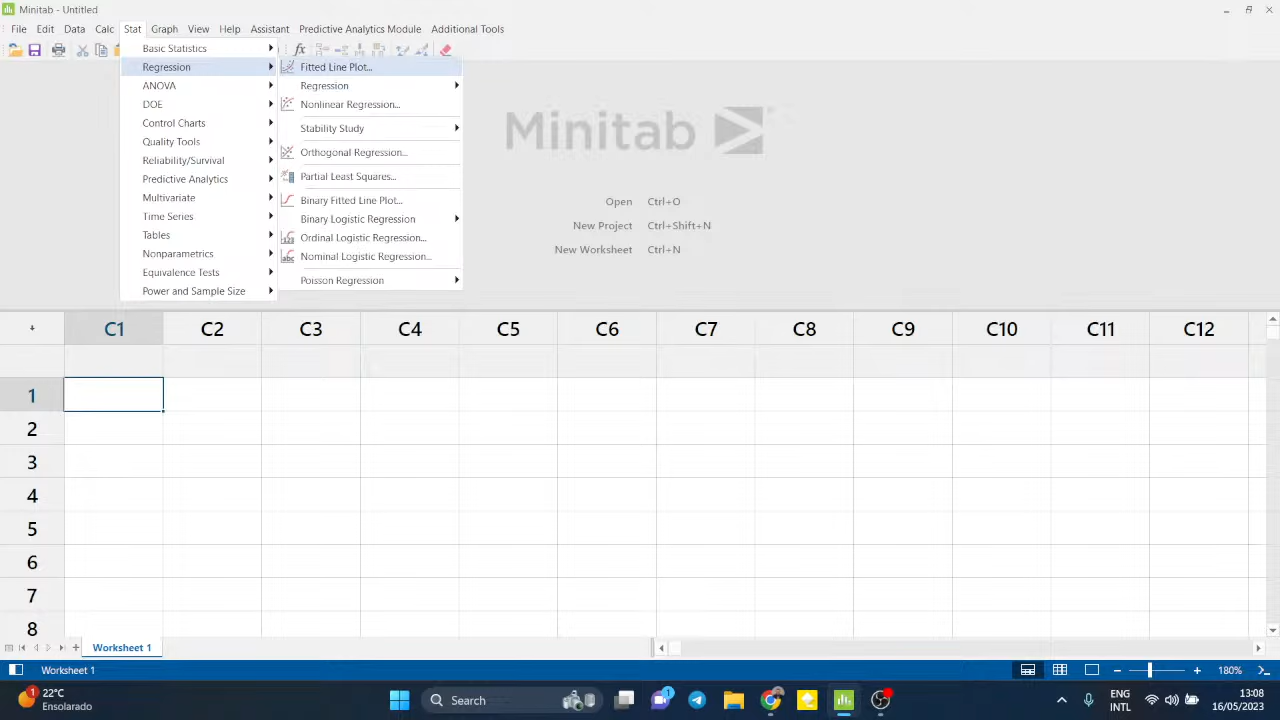 Minitab - Untitled
File Edit Data Calc Stat Graph View Help Assistant Predictive Analytics Module Additional Tools
fx
Basic Statistics
Regression
ANOVA
DOE
Control Charts
Quality Tools
Reliability/Survival
Predictive Analytics
Multivariate
Time Series
Tables
Nonparametrics
Equivalence Tests
Power and Sample Size
Fitted Line Plot...
Regression
Nonlinear Regression...
Stability Study
Orthogonal Regression...
Partial Least Squares...
Binary Fitted Line Plot...
Binary Logistic Regression
Ordinal Logistic Regression...
Nominal Logistic Regression...
Poisson Regression
Minitab
Open Ctrl+O
New Project Ctrl+Shift+N
New Worksheet Ctrl+N
C1 C2 C3 C4 C5 C6 C7 C8 C9 C10 C11 C12
1
2
3
4
5
6
7
8
Worksheet 1
Worksheet 1
180%
1
22°C
Ensolarado
Search
1
ENG
INTL
13:08
16/05/2023